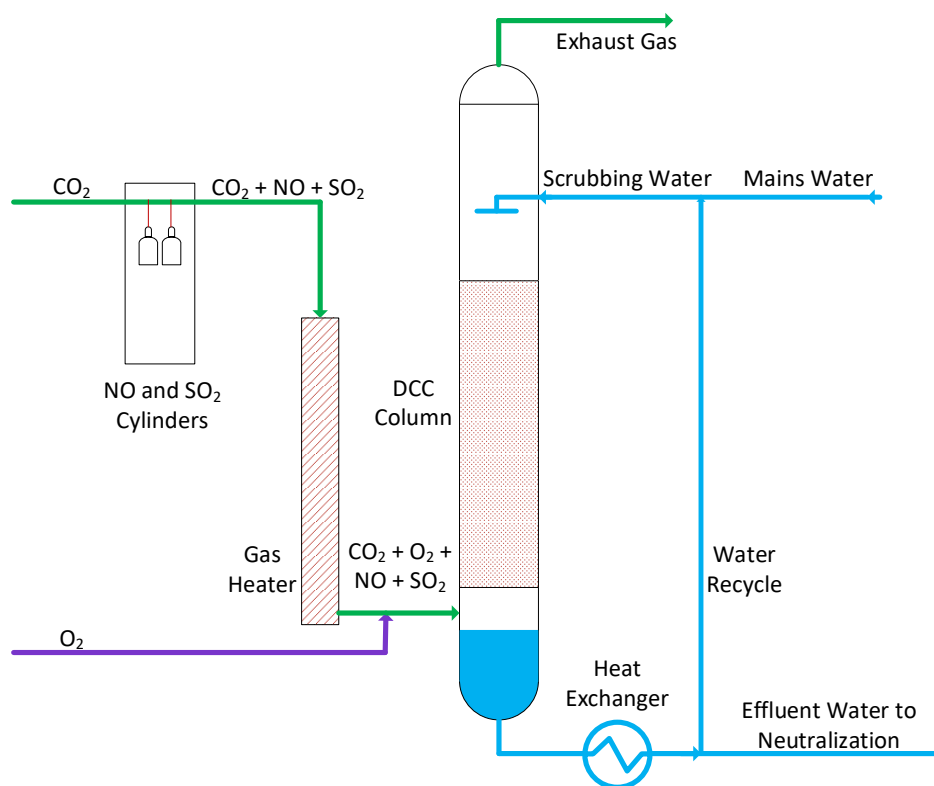 Exhaust Gas
CO₂
CO₂ + NO + SO₂
Scrubbing Water
Mains Water
NO and SO₂
Cylinders
DCC
Column
Gas
Heater
CO₂ + O₂ +
NO + SO₂
Water
Recycle
O₂
Heat
Exchanger
Effluent Water to
Neutralization